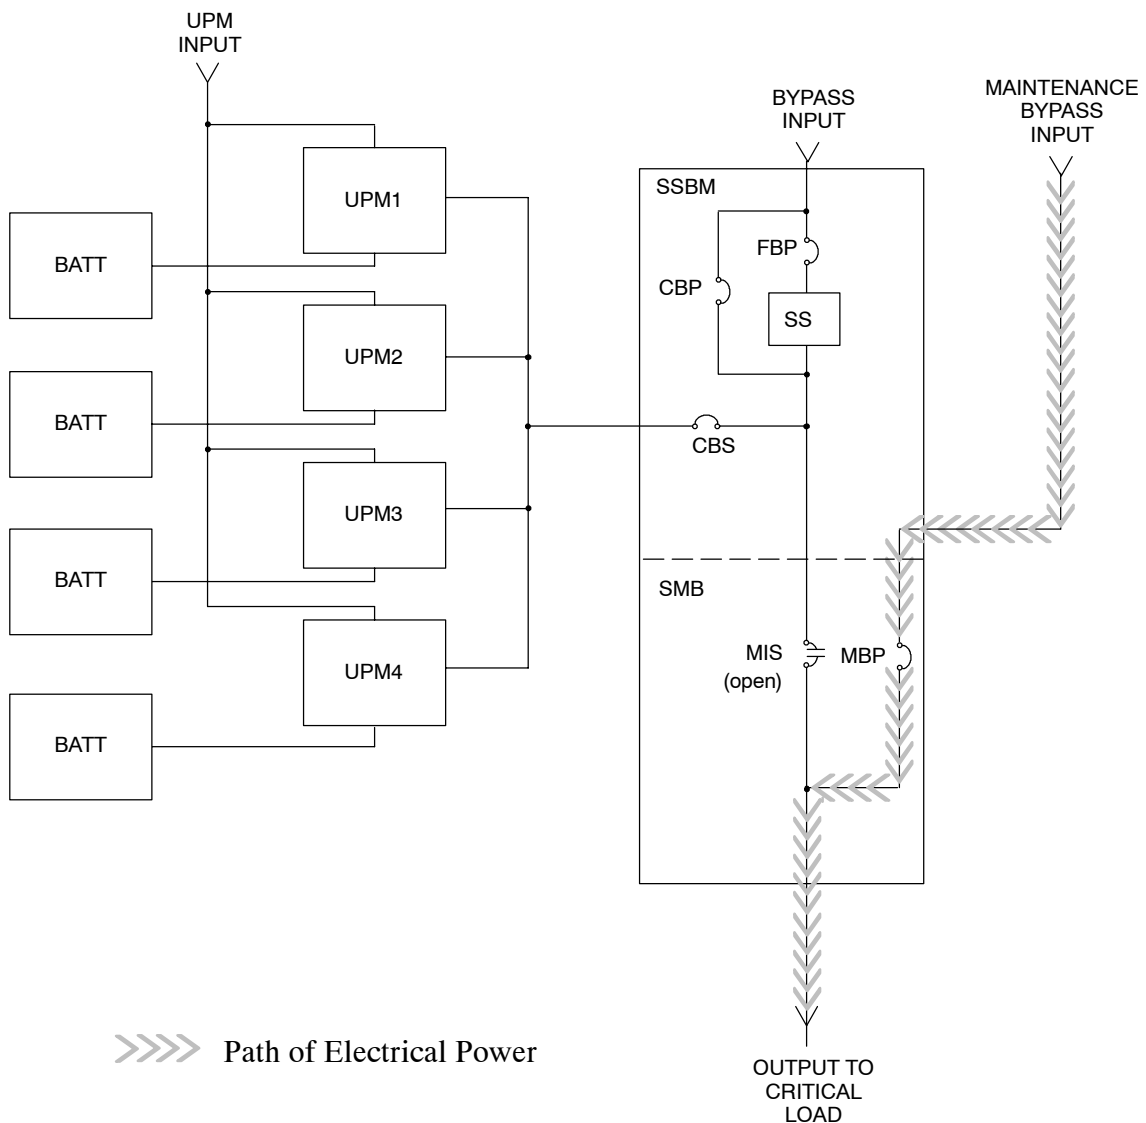 UPM
INPUT
BYPASS
INPUT
MAINTENANCE
BYPASS
INPUT
SSBM
UPM1
FBP
BATT
CBP
SS
UPM2
BATT
CBS
UPM3
BATT
SMB
MIS
(open)
MBP
UPM4
BATT
Path of Electrical Power
OUTPUT TO
CRITICAL
LOAD